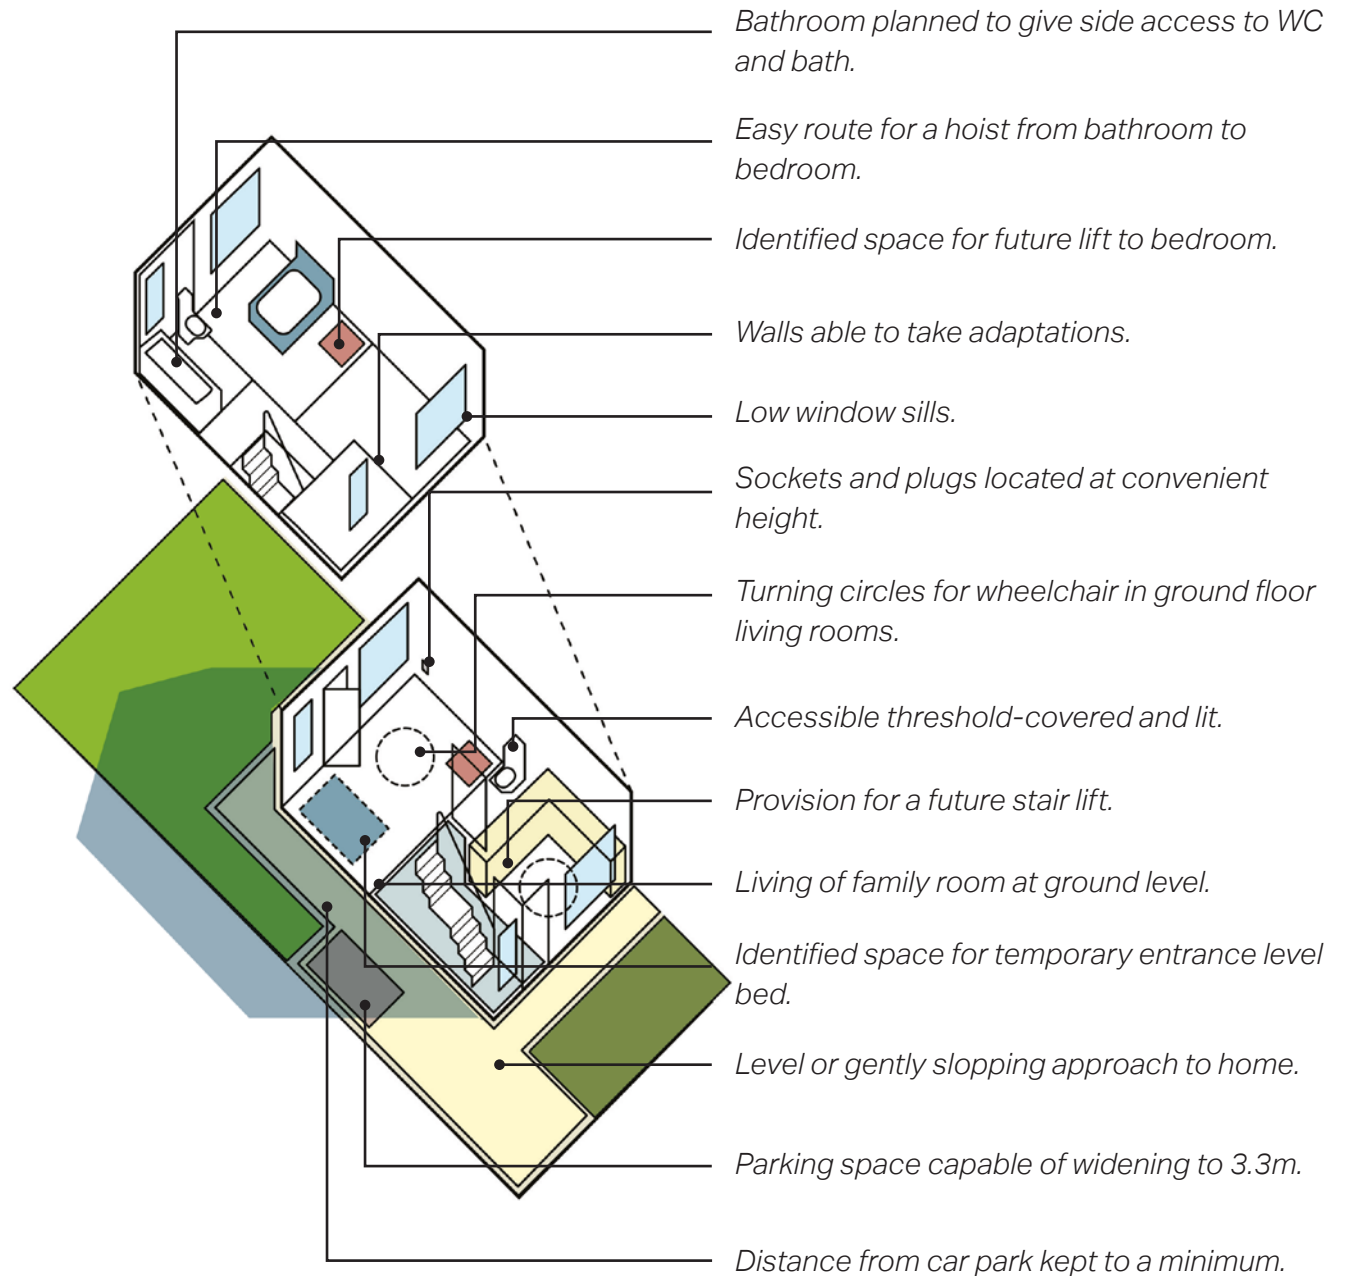 Bathroom planned to give side access to WC
and bath.
Easy route for a hoist from bathroom to
bedroom.
Identified space for future lift to bedroom.
Walls able to take adaptations.
Low window sills.
Sockets and plugs located at convenient
height.
Turning circles for wheelchair in ground floor
living rooms.
Accessible threshold-covered and lit.
Provision for a future stair lift.
Living of family room at ground level.
Identified space for temporary entrance level
bed.
Level or gently slopping approach to home.
Parking space capable of widening to 3.3m.
Distance from car park kept to a minimum.